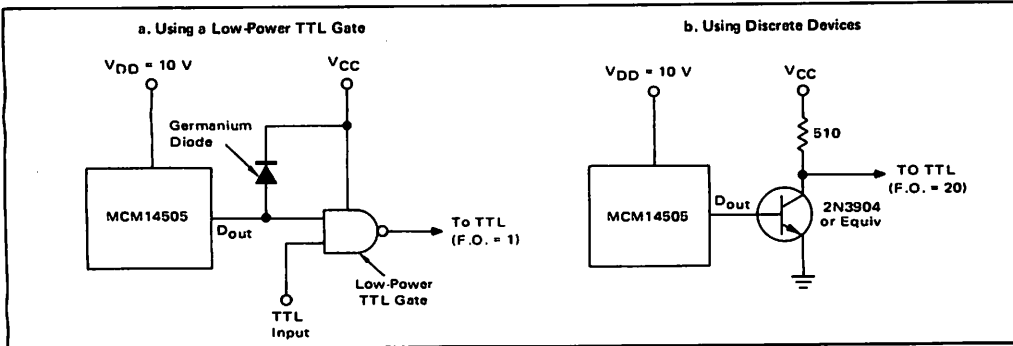 a. Using a Low-Power TTL Gate
VDD = 10 V
VCC
Germanium
Diode
MCM14505
Dout
To TTL
(F.O. = 1)
Low-Power
TTL Gate
TTL
Input
b. Using Discrete Devices
VDD = 10 V
VCC
510
TO TTL
(F.O. = 20)
MCM14505
Dout
2N3904
or Equiv